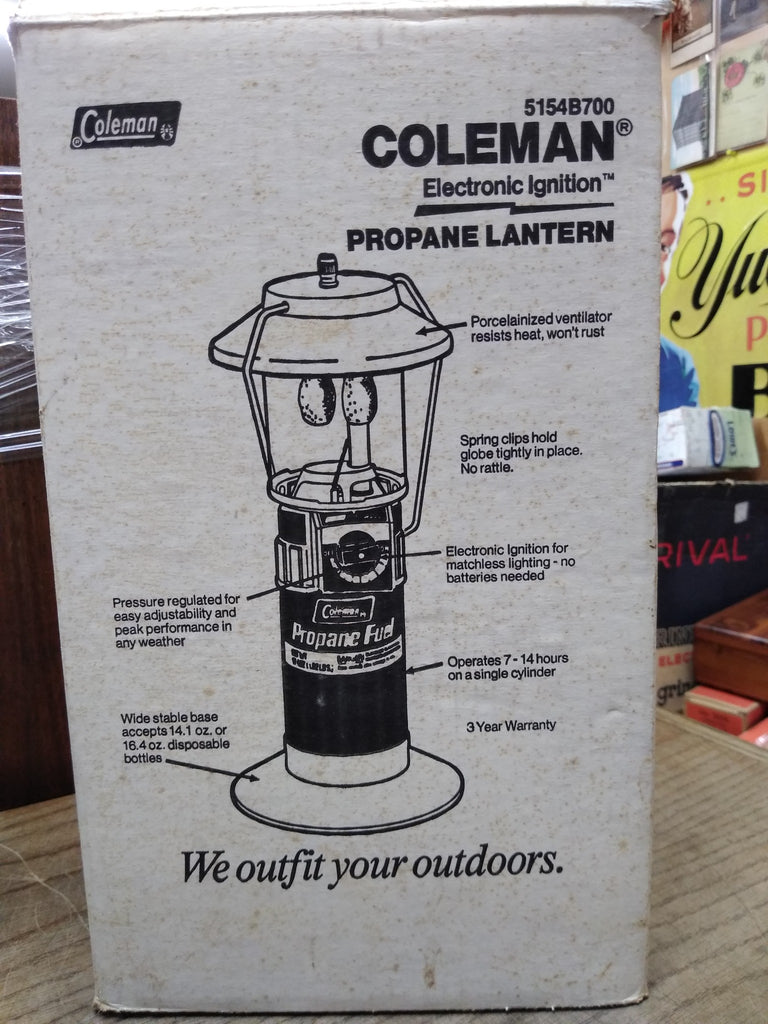 Coleman
5154B700
COLEMAN®
Electronic Ignition™
PROPANE LANTERN
Porcelainized ventilator
resists heat, won't rust
Spring clips hold
globe tightly in place.
No rattle.
Electronic Ignition for
matchless lighting - no
batteries needed
Pressure regulated for
easy adjustability and
peak performance in
any weather
Coleman
Propane Fuel
Operates 7 - 14 hours
on a single cylinder
3 Year Warranty
Wide stable base
accepts 14.1 oz. or
16.4 oz. disposable
bottles
We outfit your outdoors.
RIVAL